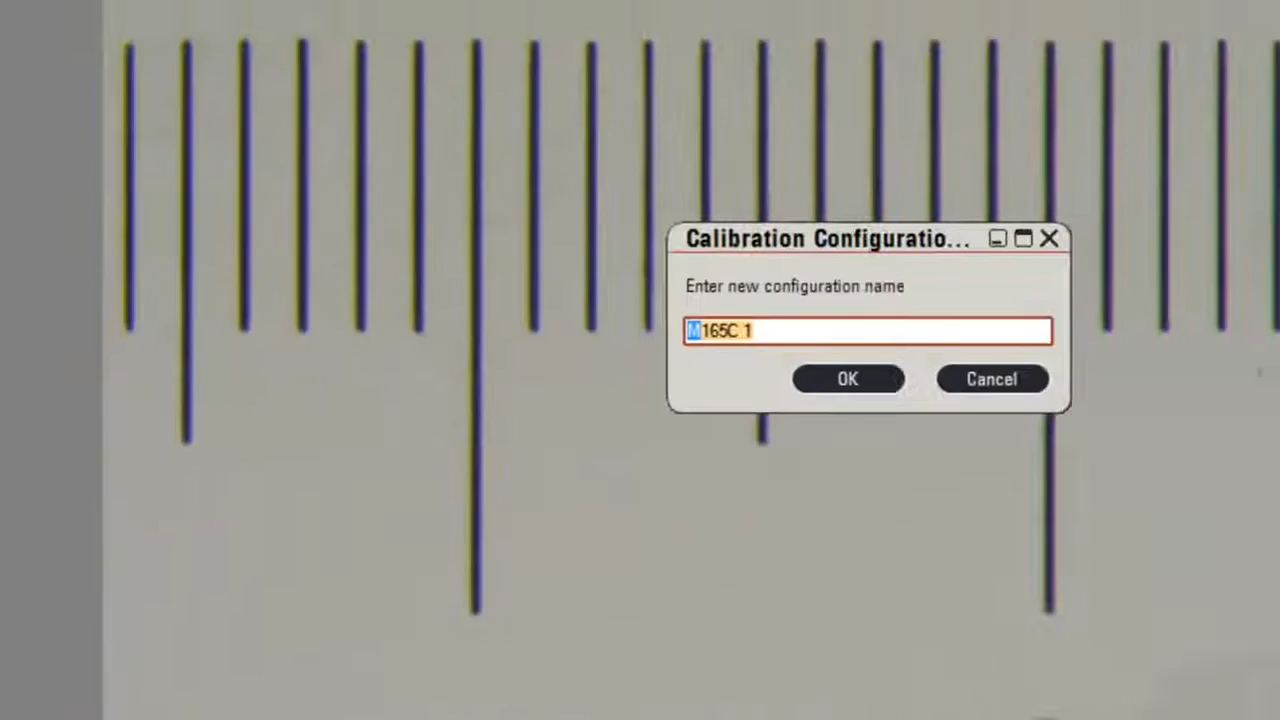 Calibration Configuratio...
Enter new configuration name
M165C 1
OK
Cancel